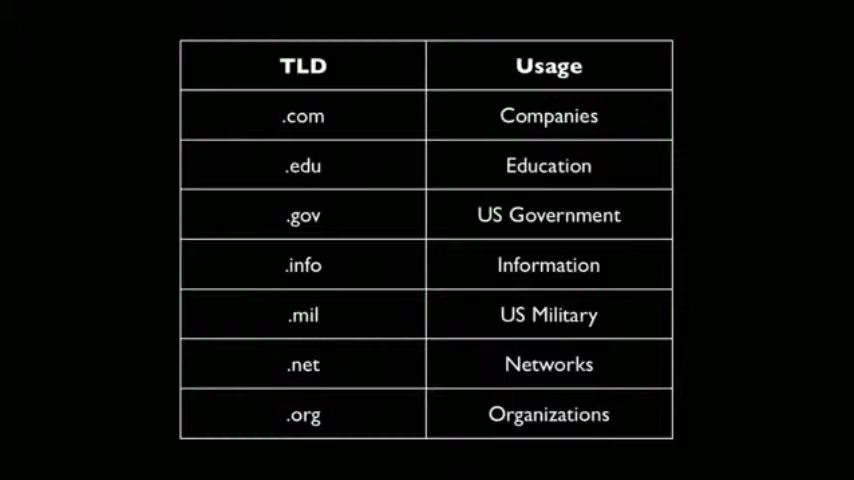 TLD Usage
.com Companies
.edu Education
.gov US Government
.info Information
.mil US Military
.net Networks
.org Organizations